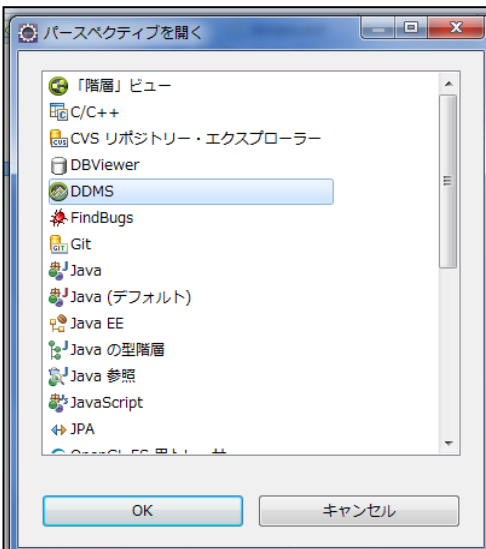 パースペクティブを開く
「階層」ビュー
C/C++
CVS リポジトリー・エクスプローラー
DBViewer
DDMS
FindBugs
Git
Java
Java (デフォルト)
Java EE
Java の型階層
Java 参照
JavaScript
JPA
OK
キャンセル